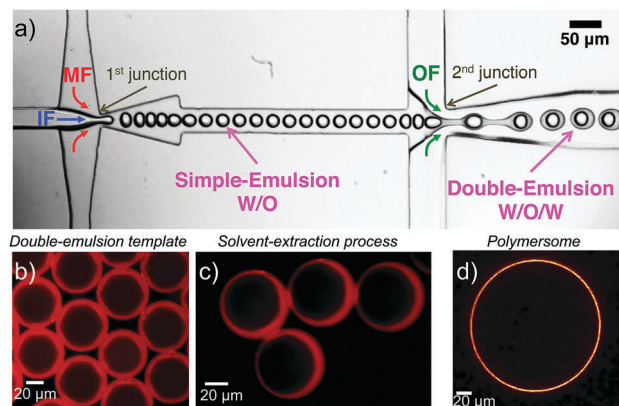 a)
50 µm
MF
1st junction
OF
2nd junction
IF
Simple-Emulsion
W/O
Double-Emulsion
W/O/W
Double-emulsion template
Solvent-extraction process
Polymersome
b)
c)
d)
20 µm
20 µm
20 µm